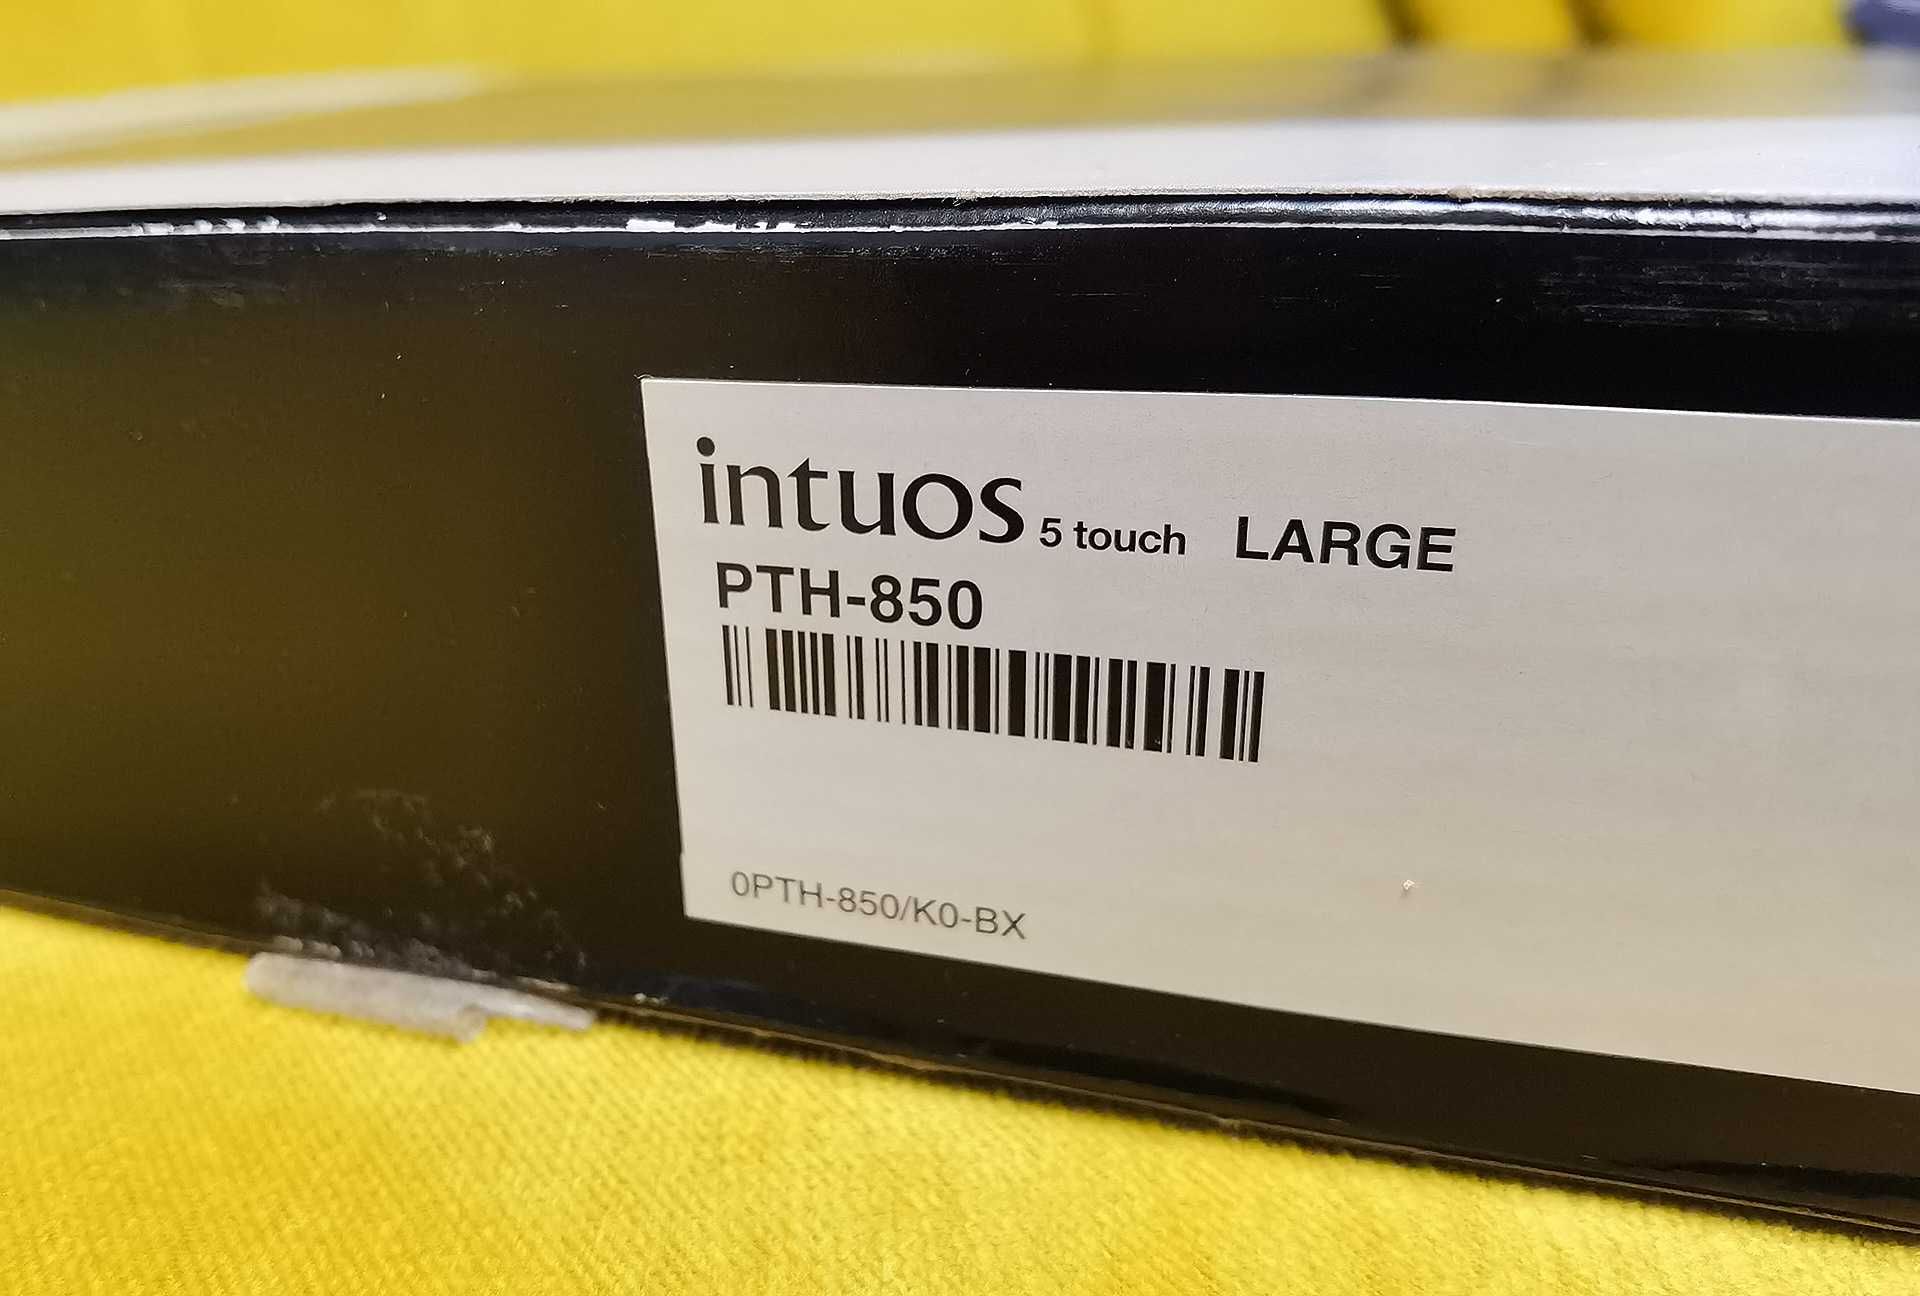 intuos 5 touch LARGE
PTH-850
0PTH-850/K0-BX